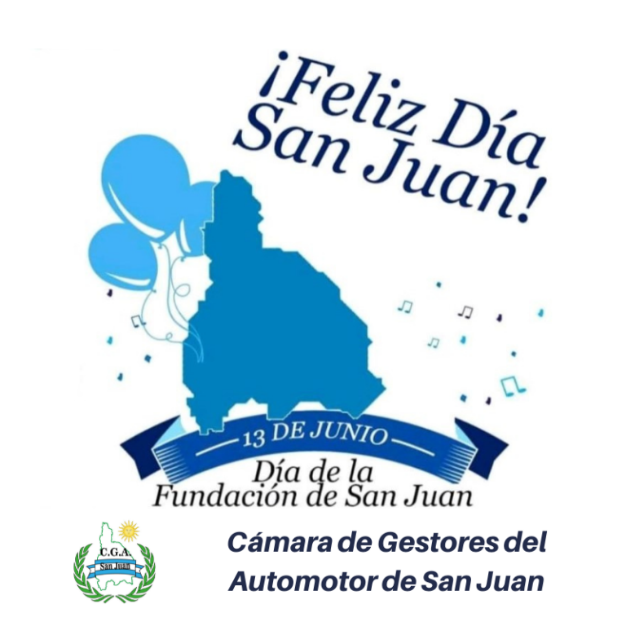 ¡Feliz Día
San Juan!
13 DE JUNIO
Día de la
Fundación de San Juan
C.G.A.
San Juan
Cámara de Gestores del
Automotor de San Juan